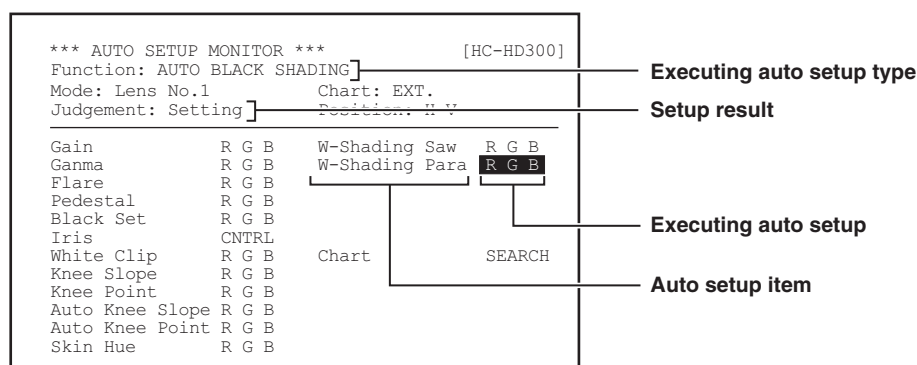 *** AUTO SETUP MONITOR *** [HC-HD300]
Function: AUTO BLACK SHADING
Executing auto setup type
Mode: Lens No.1 Chart: EXT.
Judgement: Setting Position: H V
Setup result
Gain R G B W-Shading Saw R G B
Ganma R G B W-Shading Para R G B
Flare R G B
Pedestal R G B
Black Set R G B
Executing auto setup
Iris CNTRL
White Clip R G B Chart SEARCH
Knee Slope R G B
Auto setup item
Knee Point R G B
Auto Knee Slope R G B
Auto Knee Point R G B
Skin Hue R G B